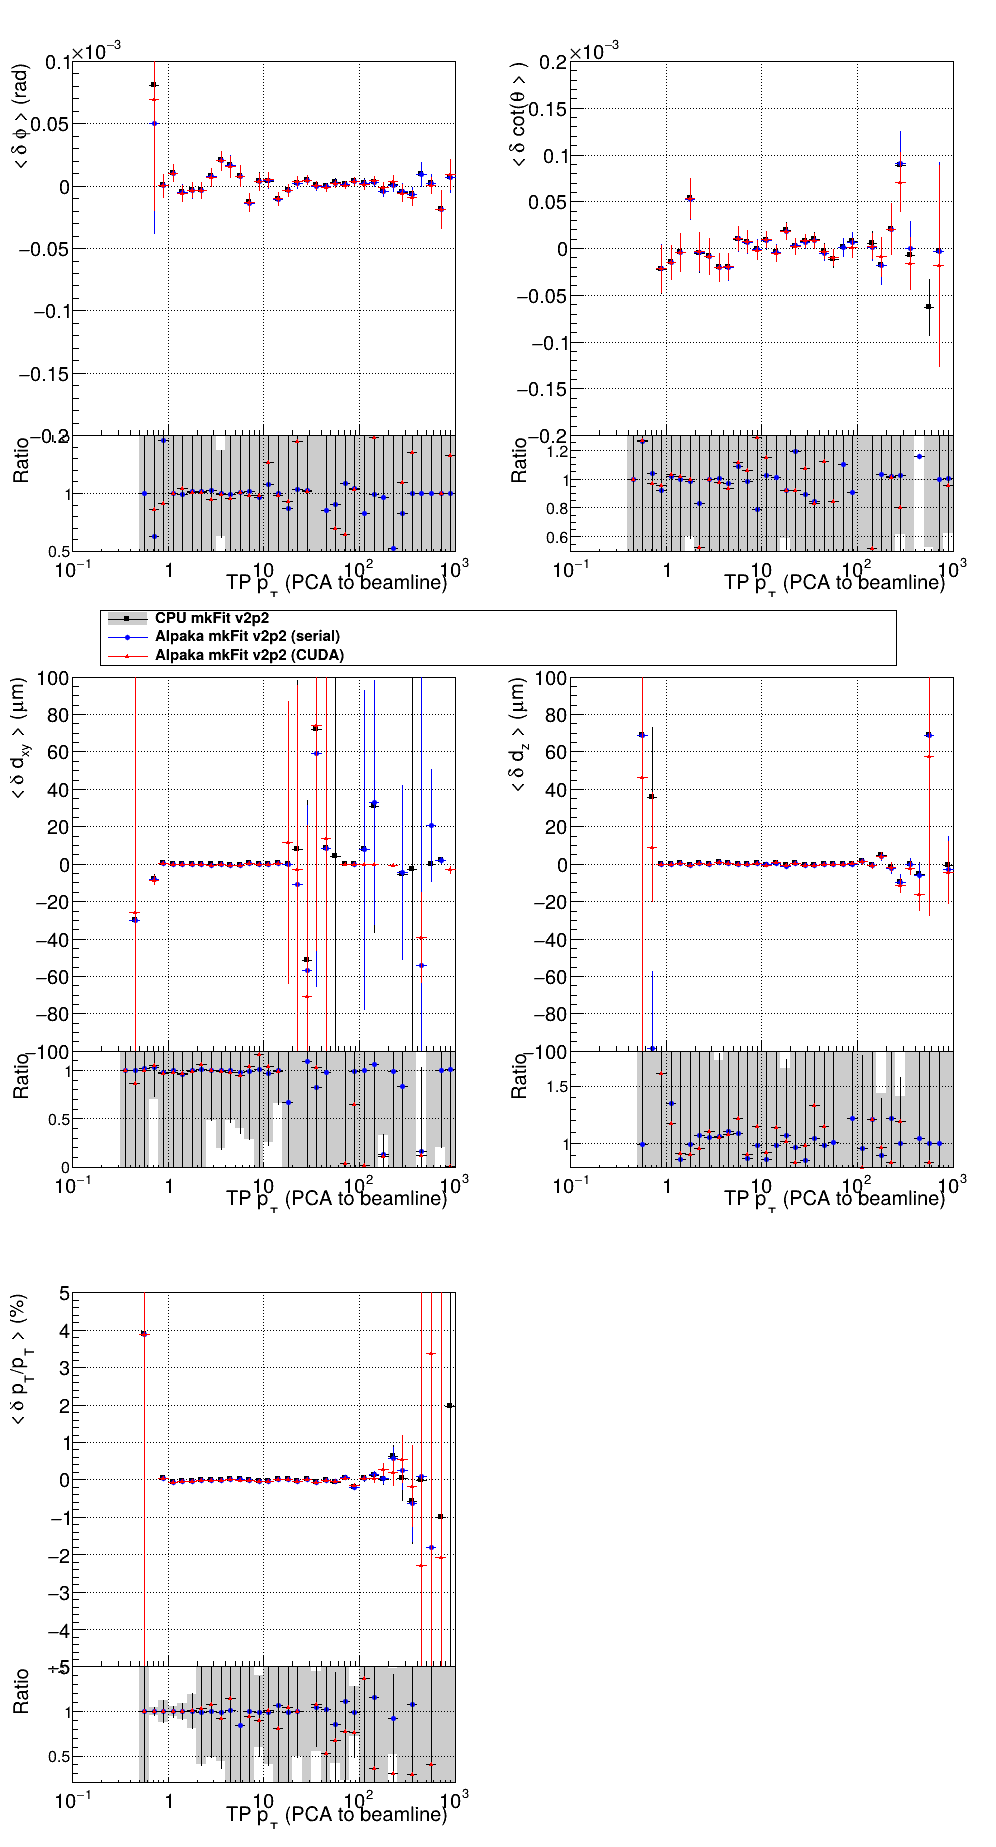 ×10⁻³
< δ ϕ > (rad)
0.1
0.05
0
−0.05
−0.1
−0.15
−0.2
Ratio
1
0.5
10⁻¹ 1 10 10² 10³
TP p_T (PCA to beamline)
×10⁻³
< δ cot(θ) >
0.2
0.15
0.1
0.05
0
−0.05
−0.1
−0.15
−0.2
Ratio
1.2
1
0.8
0.6
10⁻¹ 1 10 10² 10³
TP p_T (PCA to beamline)
CPU mkFit v2p2
Alpaka mkFit v2p2 (serial)
Alpaka mkFit v2p2 (CUDA)
< δ d_xy > (μm)
100
80
60
40
20
0
−20
−40
−60
−80
−100
Ratio
1
0.5
0
10⁻¹ 1 10 10² 10³
TP p_T (PCA to beamline)
< δ d_z > (μm)
100
80
60
40
20
0
−20
−40
−60
−80
−100
Ratio
1.5
1
10⁻¹ 1 10 10² 10³
TP p_T (PCA to beamline)
< δ p_T/p_T > (%)
5
4
3
2
1
0
−1
−2
−3
−4
−5
Ratio
1
0.5
10⁻¹ 1 10 10² 10³
TP p_T (PCA to beamline)